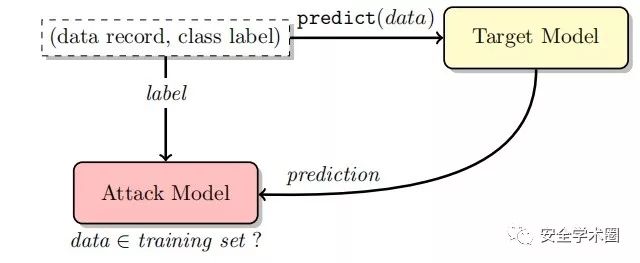 (data record, class label)
predict(data)
Target Model
label
prediction
Attack Model
data ∈ training set ?
安全学术圈